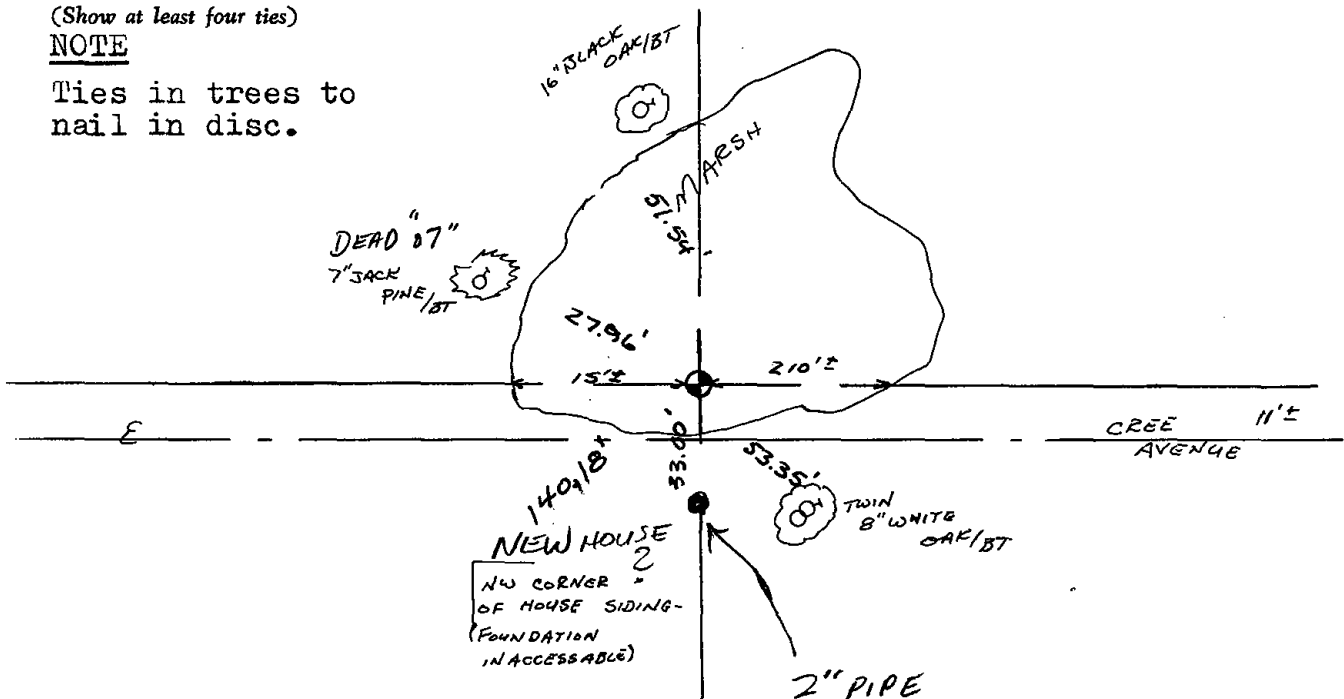 (Show at least four ties)
NOTE
Ties in trees to
nail in disc.
16" BLACK
OAK/BT
MARSH
51.54'
DEAD "07"
7" JACK
PINE/BT
27.96'
15'±
210'±
33.00'
CREE
AVENUE
11'±
140.18'
53.35'
TWIN
8" WHITE
OAK/BT
NEW HOUSE
?
NW CORNER
OF HOUSE SIDING-
(FOUNDATION
INACCESSABLE)
2" PIPE